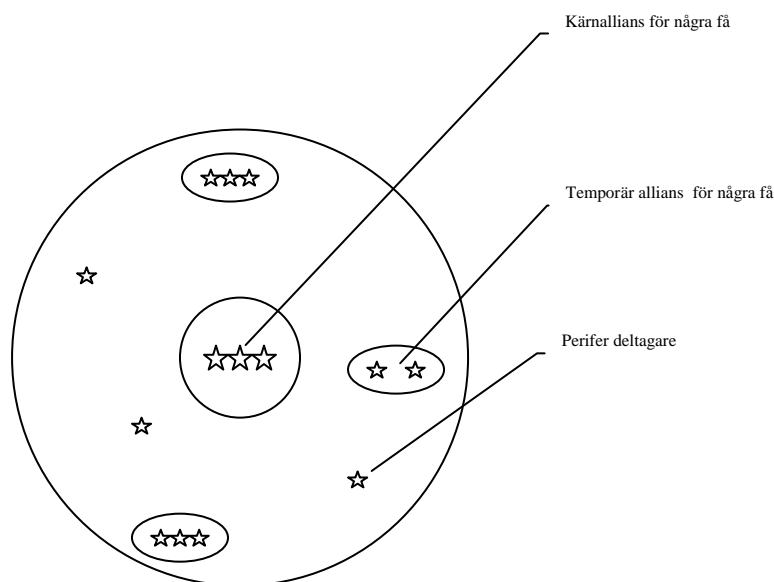 Kärnallians för några få
Temporär allians  för några få
Perifer deltagare